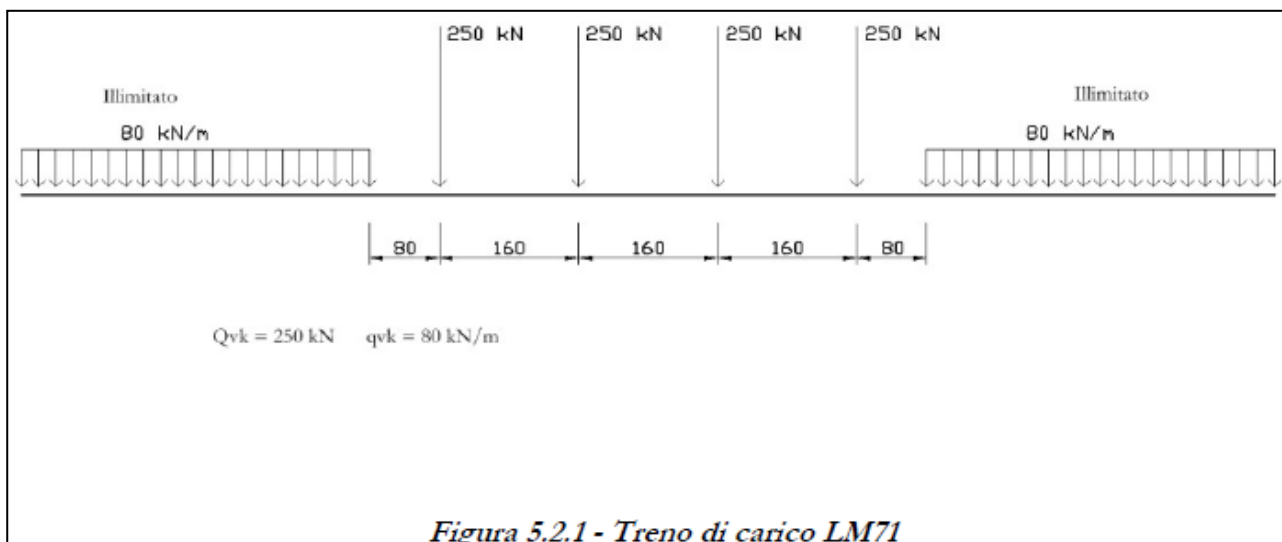 250 kN 250 kN 250 kN 250 kN
Illimitato Illimitato
80 kN/m 80 kN/m
80 160 160 160 80
Qvk = 250 kN qvk = 80 kN/m
Figura 5.2.1 - Treno di carico LM71